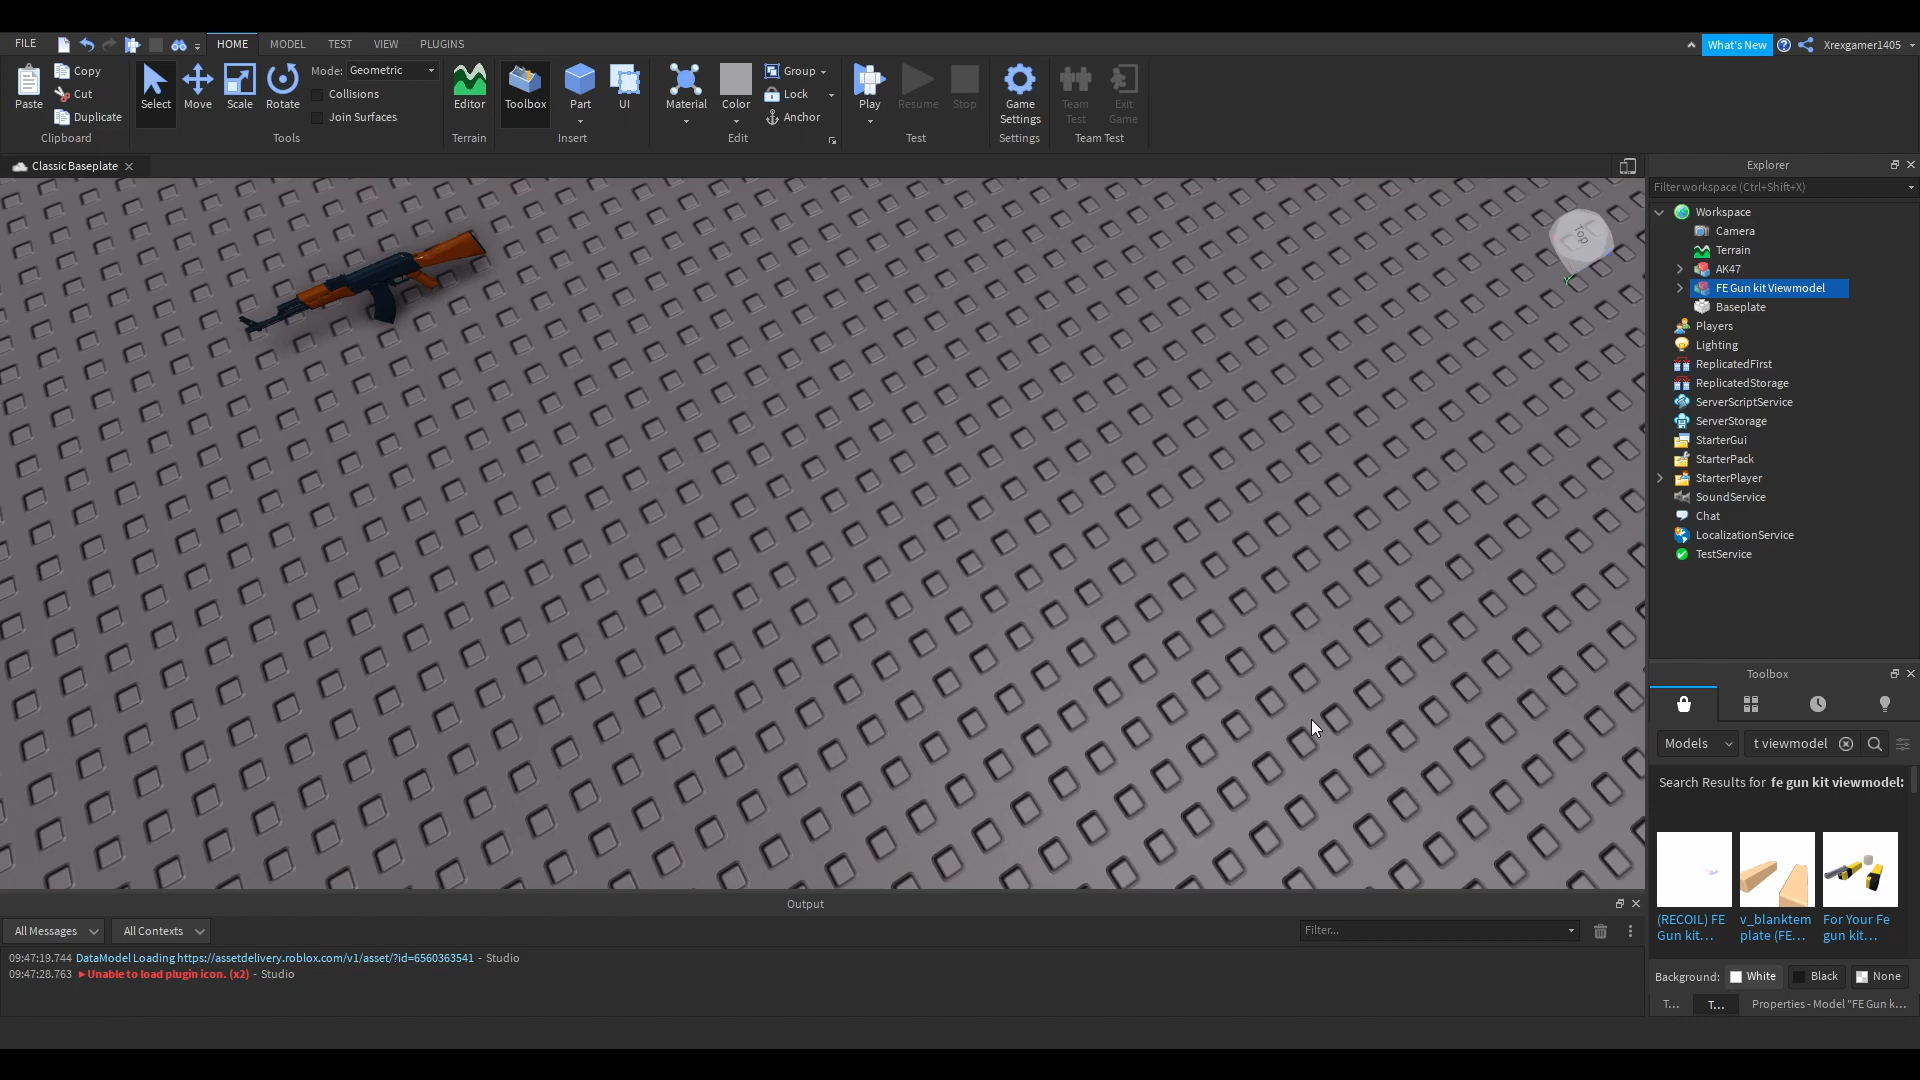 FILE
HOME
MODEL
TEST
VIEW
PLUGINS
What's New
Xrexgamer1405
Paste
Copy
Cut
Duplicate
Clipboard
Select
Move
Scale
Rotate
Mode: Geometric
Collisions
Join Surfaces
Tools
Editor
Terrain
Toolbox
Part
UI
Insert
Material
Color
Group
Lock
Anchor
Edit
Play
Resume
Stop
Test
Game
Settings
Settings
Team
Test
Exit
Game
Team Test
Classic Baseplate
Top
Explorer
Filter workspace (Ctrl+Shift+X)
Workspace
Camera
Terrain
AK47
FE Gun kit Viewmodel
Baseplate
Players
Lighting
ReplicatedFirst
ReplicatedStorage
ServerScriptService
ServerStorage
StarterGui
StarterPack
StarterPlayer
SoundService
Chat
LocalizationService
TestService
Toolbox
Models
t viewmodel
Search Results for fe gun kit viewmodel:
(RECOIL) FE
Gun kit...
v_blanktem
plate (FE...
For Your Fe
gun kit...
Background: White Black None
T...
T...
Properties - Model "FE Gun k...
Output
All Messages
All Contexts
Filter...
09:47:19.744 DataModel Loading https://assetdelivery.roblox.com/v1/asset/?id=6560363541 - Studio
09:47:28.763 ▶Unable to load plugin icon. (x2) - Studio